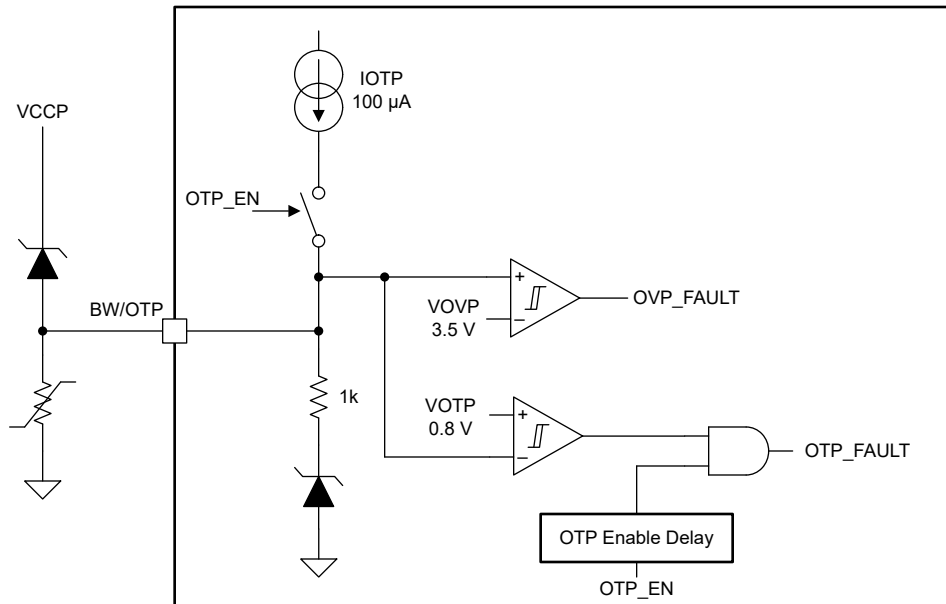 IOTP
100 µA
VCCP
OTP_EN
BW/OTP
+
−
VOVP
3.5 V
OVP_FAULT
1k
VOTP
0.8 V
+
−
OTP_FAULT
OTP Enable Delay
OTP_EN